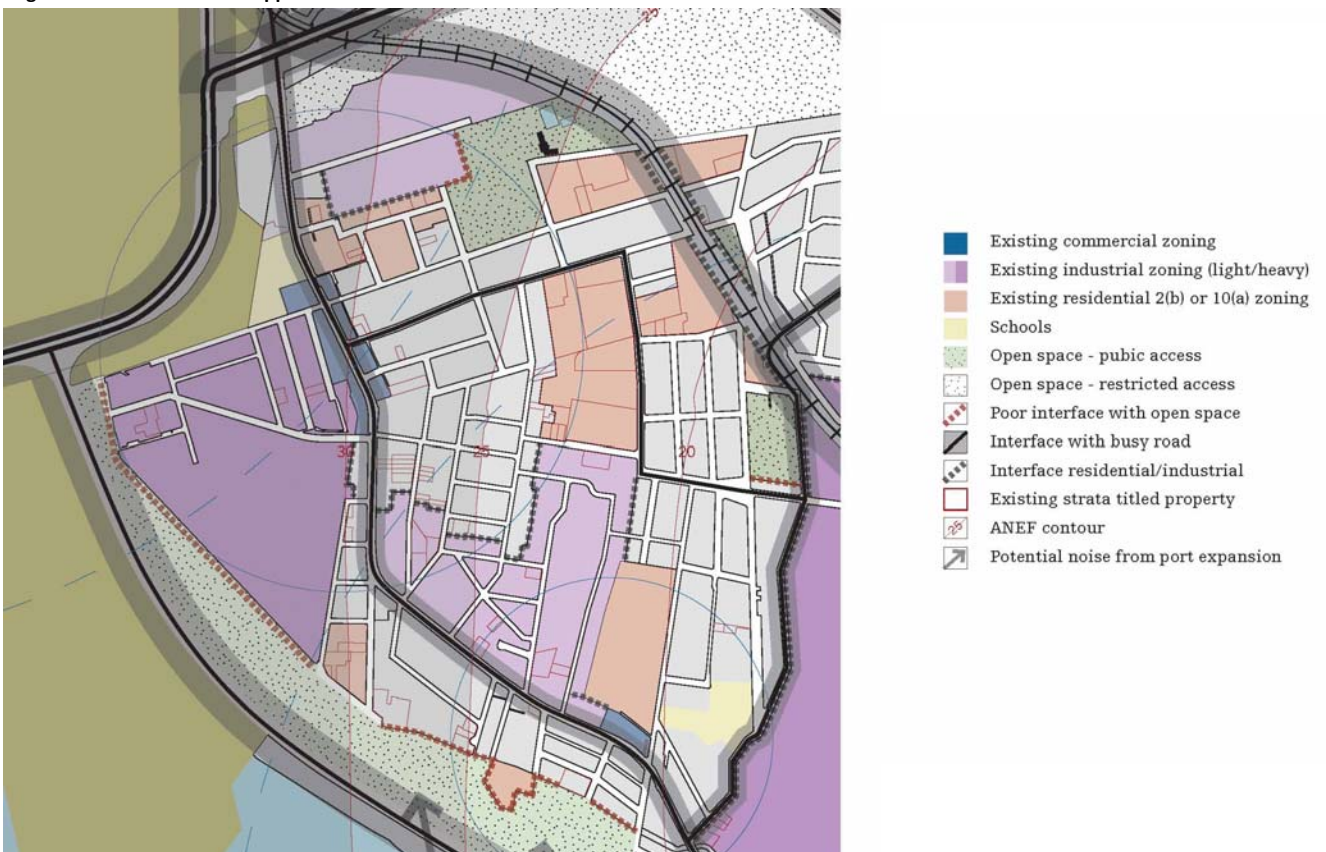 25
30
25
20
Existing commercial zoning
Existing industrial zoning (light/heavy)
Existing residential 2(b) or 10(a) zoning
Schools
Open space - pubic access
Open space - restricted access
Poor interface with open space
Interface with busy road
Interface residential/industrial
Existing strata titled property
25
ANEF contour
Potential noise from port expansion